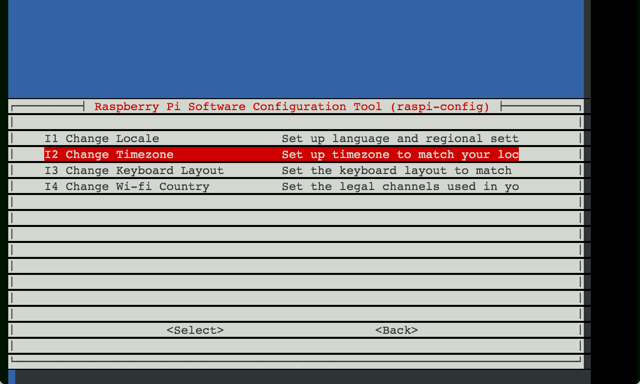 Raspberry Pi Software Configuration Tool (raspi-config)
I1 Change Locale Set up language and regional sett
I2 Change Timezone Set up timezone to match your loc
I3 Change Keyboard Layout Set the keyboard layout to match
I4 Change Wi-fi Country Set the legal channels used in yo
<Select> <Back>